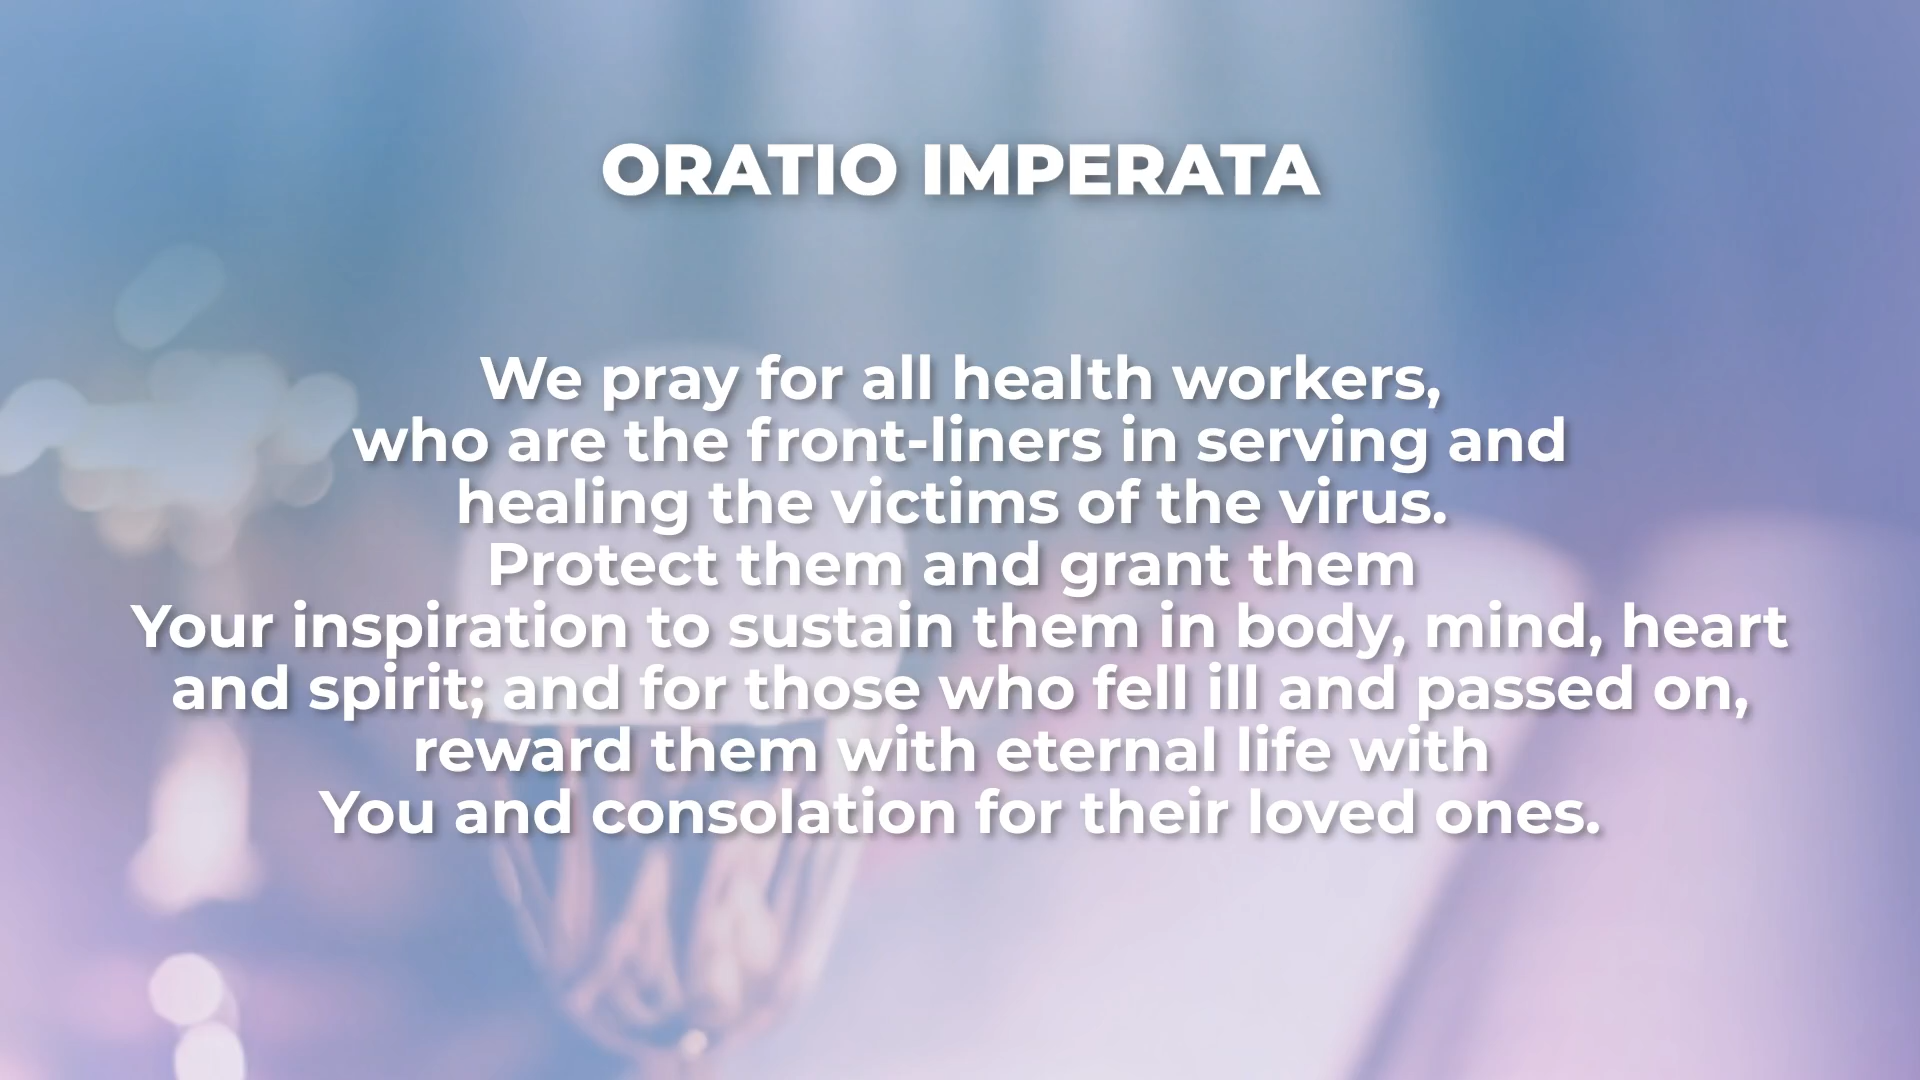 ORATIO IMPERATA
We pray for all health workers,
who are the front-liners in serving and
healing the victims of the virus.
Protect them and grant them
Your inspiration to sustain them in body, mind, heart
and spirit; and for those who fell ill and passed on,
reward them with eternal life with
You and consolation for their loved ones.